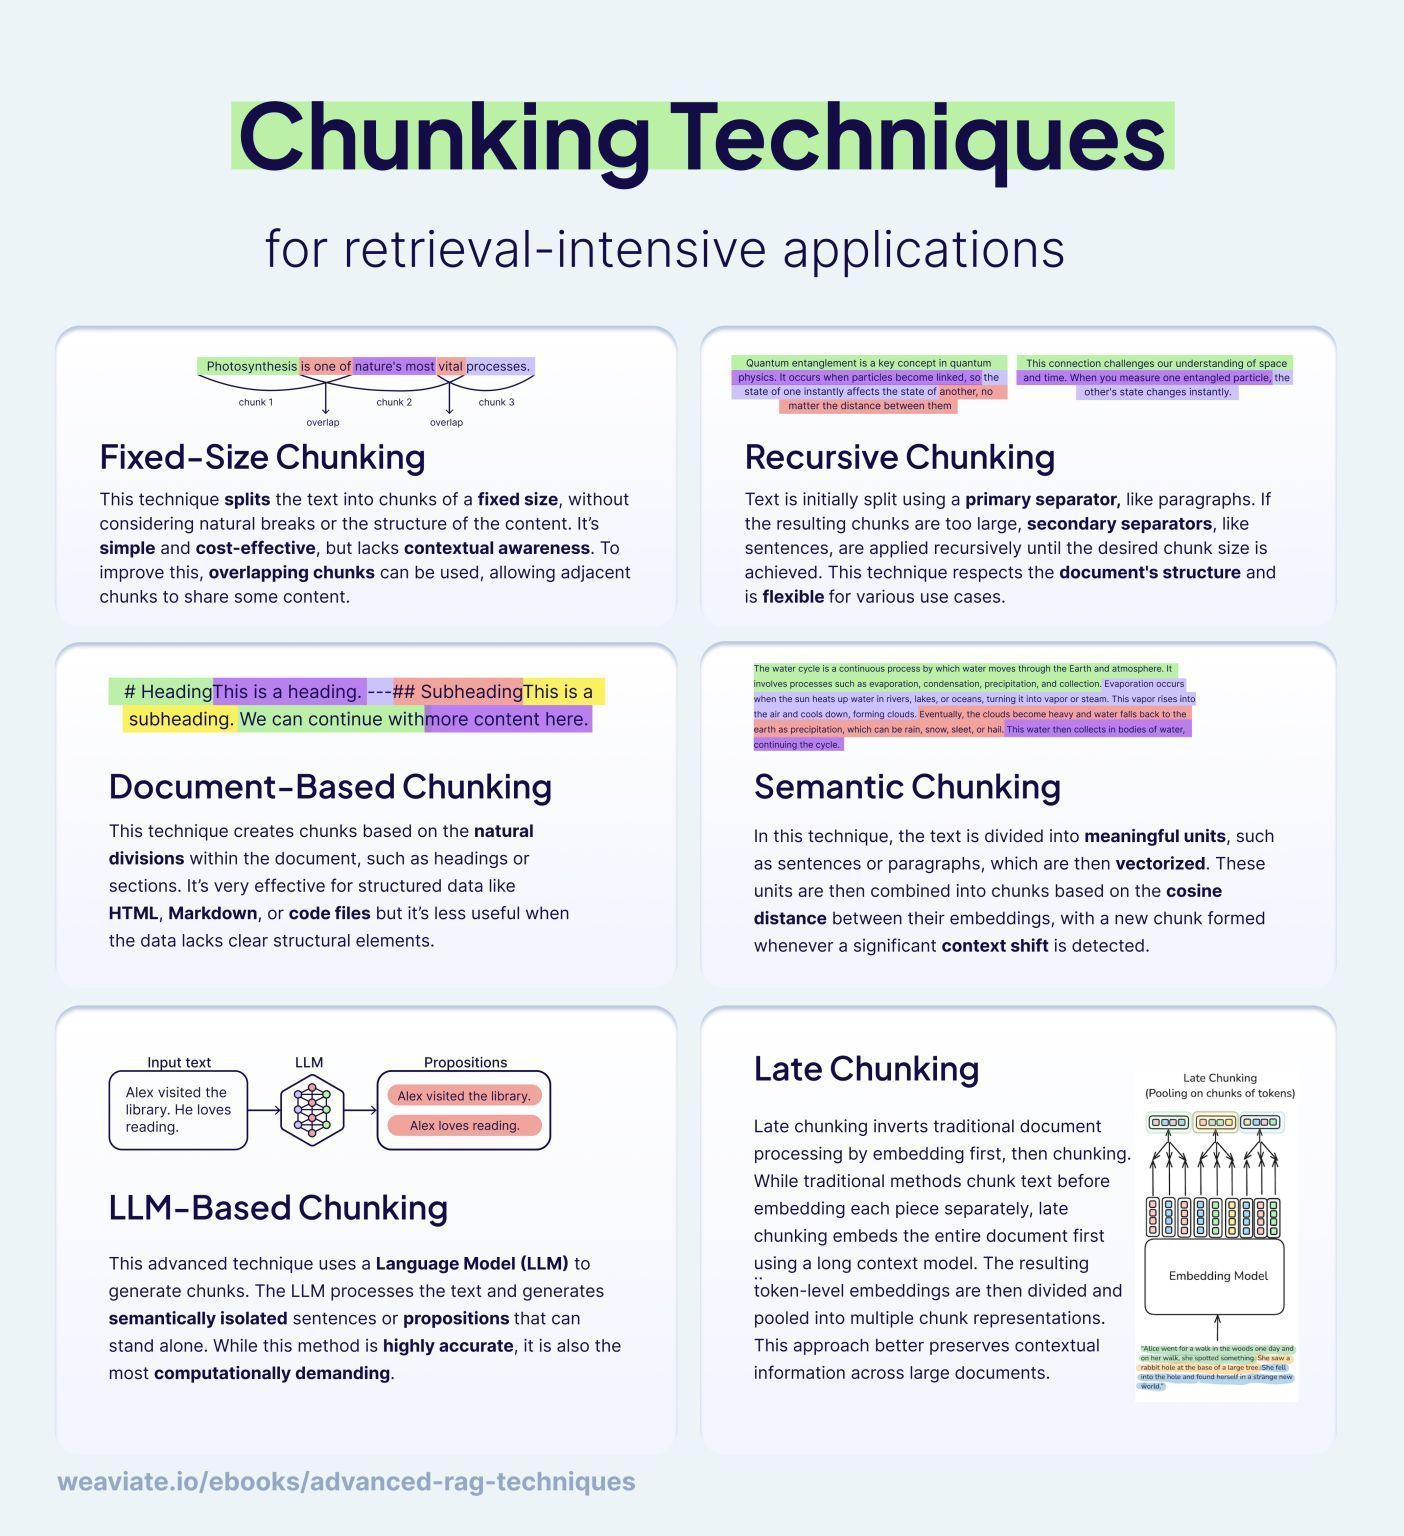 Chunking Techniques
for retrieval-intensive applications
Photosynthesis is one of nature's most vital processes.
chunk 1
chunk 2
chunk 3
overlap
overlap
Fixed-Size Chunking
This technique splits the text into chunks of a fixed size, without
considering natural breaks or the structure of the content. It's
simple and cost-effective, but lacks contextual awareness. To
improve this, overlapping chunks can be used, allowing adjacent
chunks to share some content.
Quantum entanglement is a key concept in quantum
physics. It occurs when particles become linked, so the
state of one instantly affects the state of another, no
matter the distance between them
This connection challenges our understanding of space
and time. When you measure one entangled particle, the
other's state changes instantly.
Recursive Chunking
Text is initially split using a primary separator, like paragraphs. If
the resulting chunks are too large, secondary separators, like
sentences, are applied recursively until the desired chunk size is
achieved. This technique respects the document's structure and
is flexible for various use cases.
# HeadingThis is a heading. ---## SubheadingThis is a
subheading. We can continue withmore content here.
Document-Based Chunking
This technique creates chunks based on the natural
divisions within the document, such as headings or
sections. It's very effective for structured data like
HTML, Markdown, or code files but it's less useful when
the data lacks clear structural elements.
The water cycle is a continuous process by which water moves through the Earth and atmosphere. It
involves processes such as evaporation, condensation, precipitation, and collection. Evaporation occurs
when the sun heats up water in rivers, lakes, or oceans, turning it into vapor or steam. This vapor rises into
the air and cools down, forming clouds. Eventually, the clouds become heavy and water falls back to the
earth as precipitation, which can be rain, snow, sleet, or hail. This water then collects in bodies of water,
continuing the cycle.
Semantic Chunking
In this technique, the text is divided into meaningful units, such
as sentences or paragraphs, which are then vectorized. These
units are then combined into chunks based on the cosine
distance between their embeddings, with a new chunk formed
whenever a significant context shift is detected.
Input text
LLM
Propositions
Alex visited the
library. He loves
reading.
Alex visited the library.
Alex loves reading.
LLM-Based Chunking
This advanced technique uses a Language Model (LLM) to
generate chunks. The LLM processes the text and generates
semantically isolated sentences or propositions that can
stand alone. While this method is highly accurate, it is also the
most computationally demanding.
Late Chunking
Late chunking inverts traditional document
processing by embedding first, then chunking.
While traditional methods chunk text before
embedding each piece separately, late
chunking embeds the entire document first
using a long context model. The resulting
token-level embeddings are then divided and
pooled into multiple chunk representations.
This approach better preserves contextual
information across large documents.
Late Chunking
(Pooling on chunks of tokens)
Embedding Model
"Alice went for a walk in the woods one day and
on her walk, she spotted something. She saw a
rabbit hole at the base of a large tree. She fell
into the hole and found herself in a strange new
world."
weaviate.io/ebooks/advanced-rag-techniques